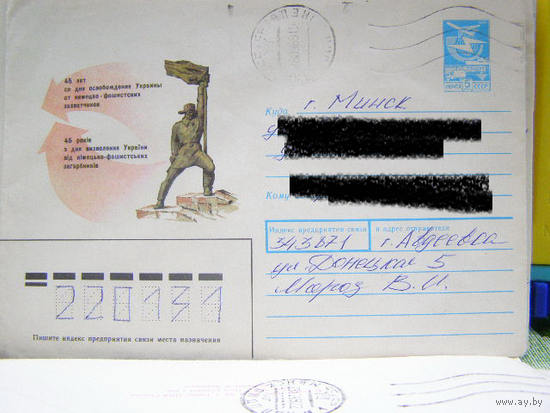 45 лет
со дня освобождения Украины
от немецко-фашистских
захватчиков
45 років
з дня визволення України
від німецько-фашистських
загарбників
ПОЧТА 5К СССР
Куда г. Минск
Кому
Индекс предприятия связи и адрес отправителя
343871 г. Авдеевка
ул. Донецкая 5
Мороз В. И.
220131
Пишите индекс предприятия связи места назначения
www.ay.by